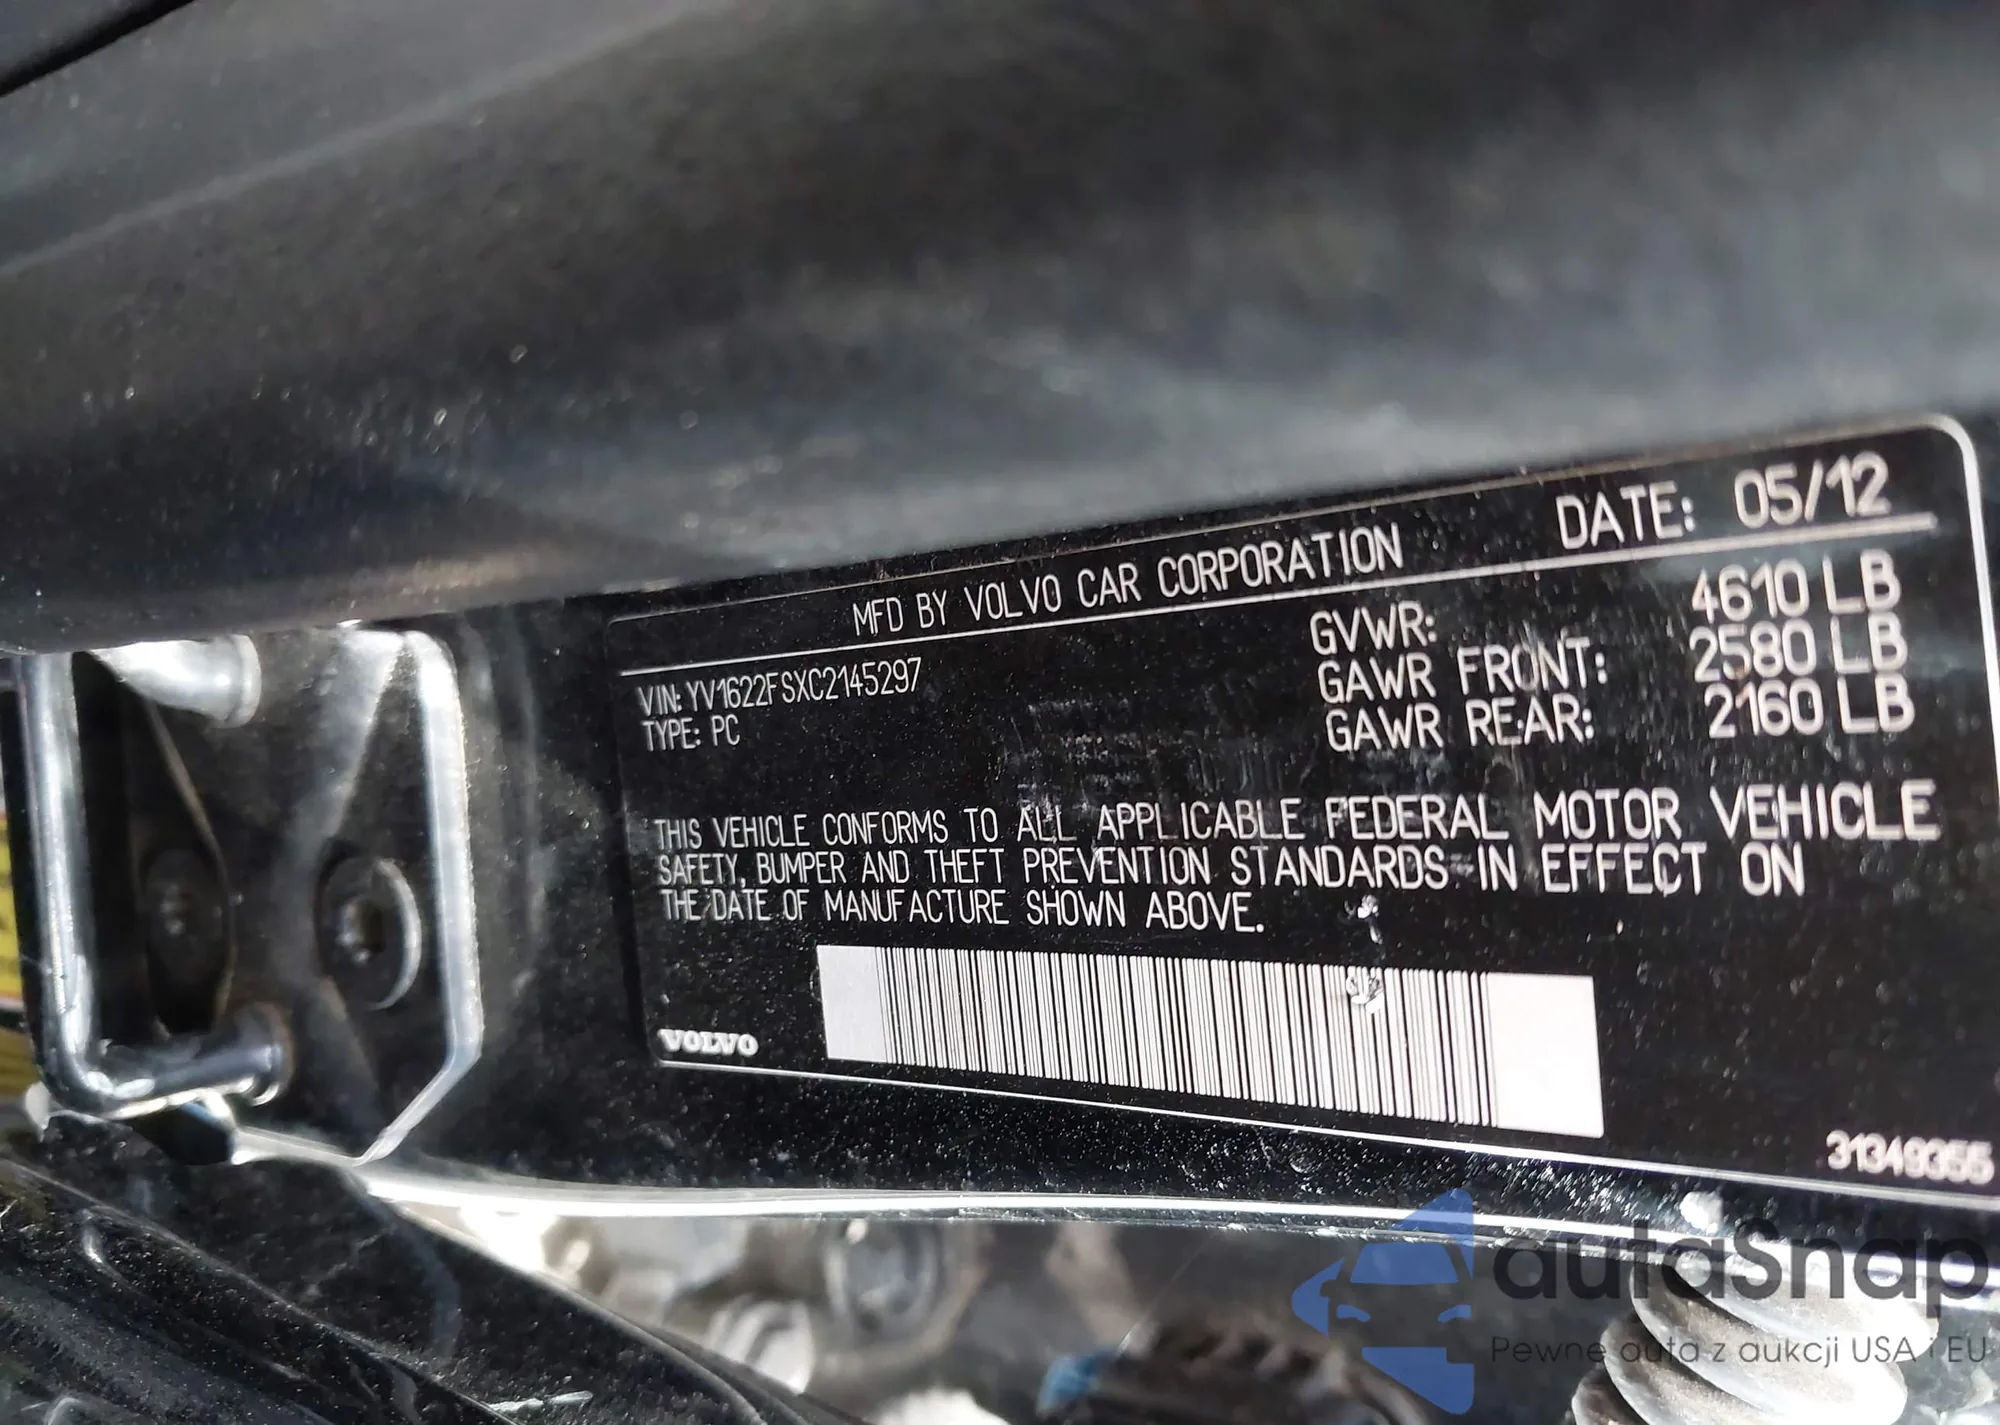 MFD BY VOLVO CAR CORPORATION DATE: 05/12
VIN: YV1622FSXC2145297
TYPE: PC
GVWR: 4610 LB
GAWR FRONT: 2580 LB
GAWR REAR: 2160 LB
THIS VEHICLE CONFORMS TO ALL APPLICABLE FEDERAL MOTOR VEHICLE
SAFETY, BUMPER AND THEFT PREVENTION STANDARDS IN EFFECT ON
THE DATE OF MANUFACTURE SHOWN ABOVE.
VOLVO
31349355
autaSnap
Pewne auta z aukcji USA i EU